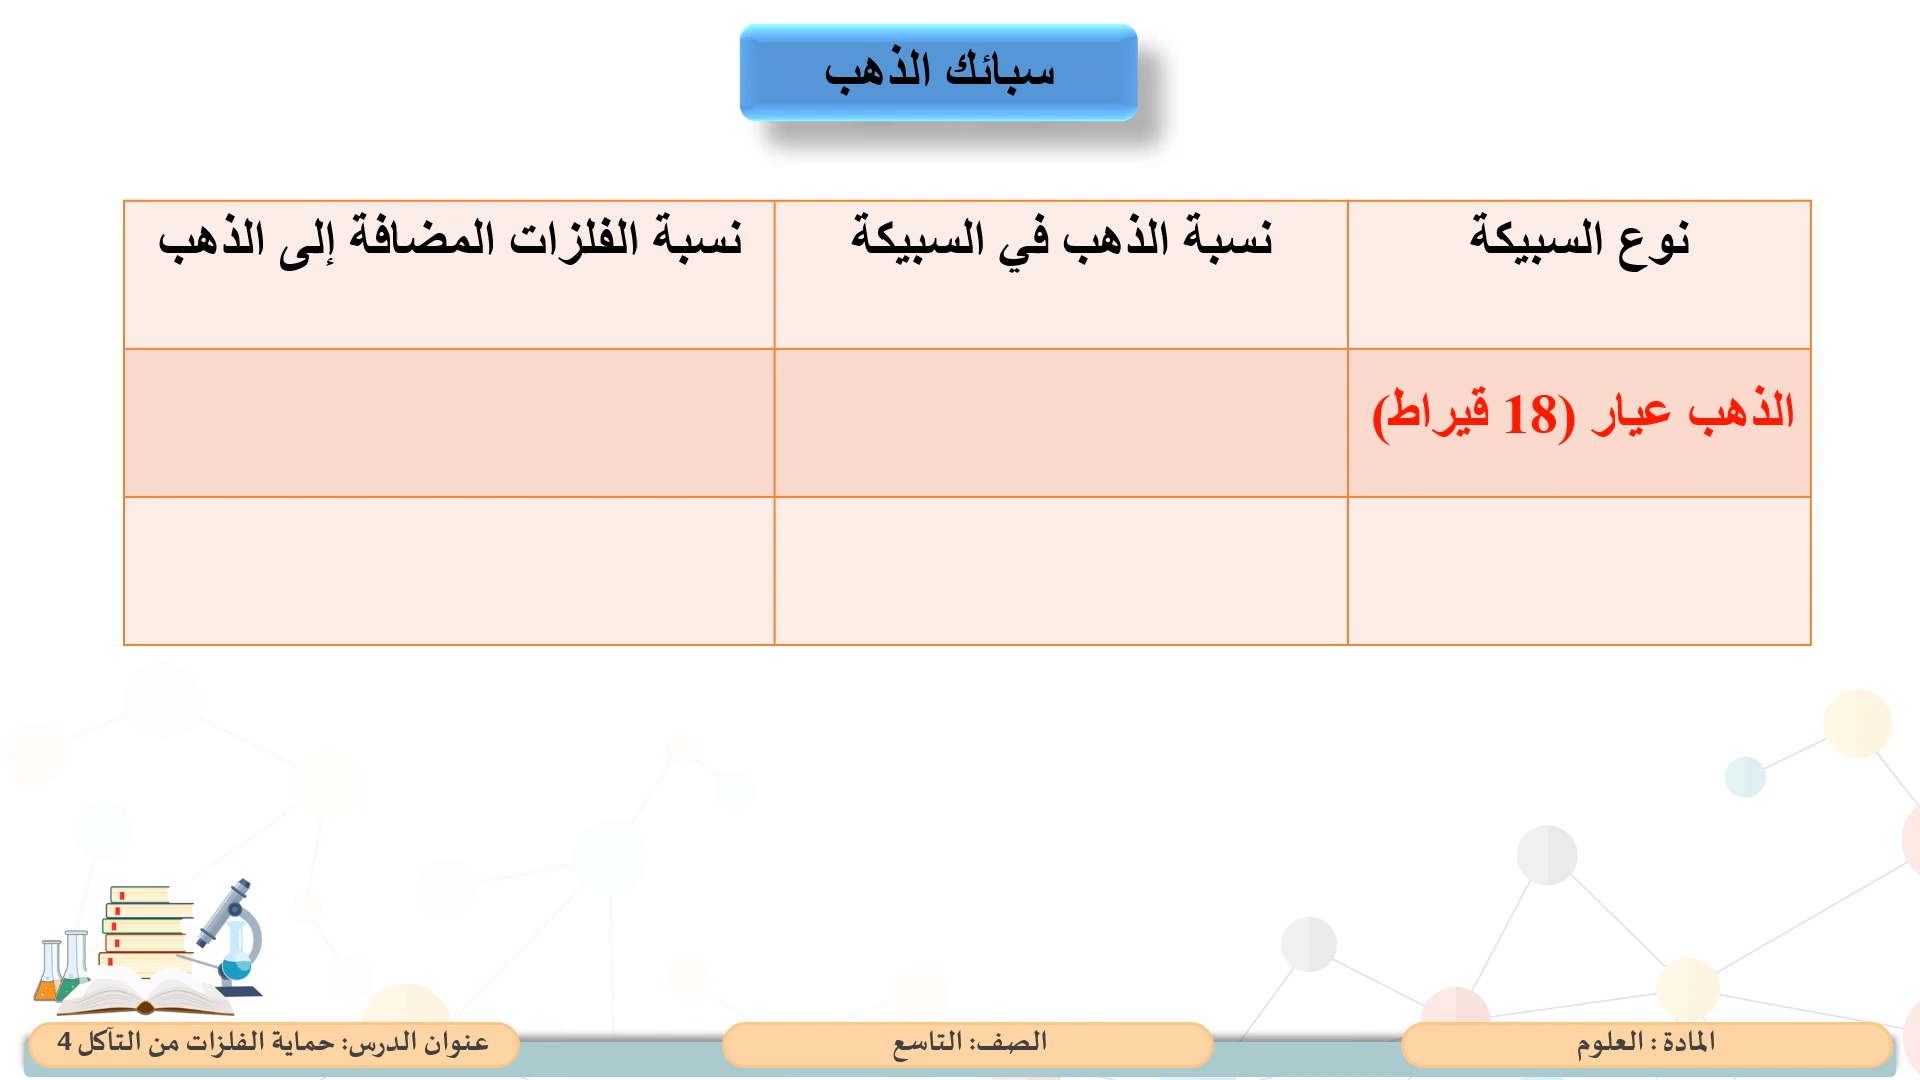 سبائك الذهب
نوع السبيكة
نسبة الذهب في السبيكة
نسبة الفلزات المضافة إلى الذهب
الذهب عيار (18 قيراط)
المادة : العلوم
الصف: التاسع
عنوان الدرس: حماية الفلزات من التآكل 4